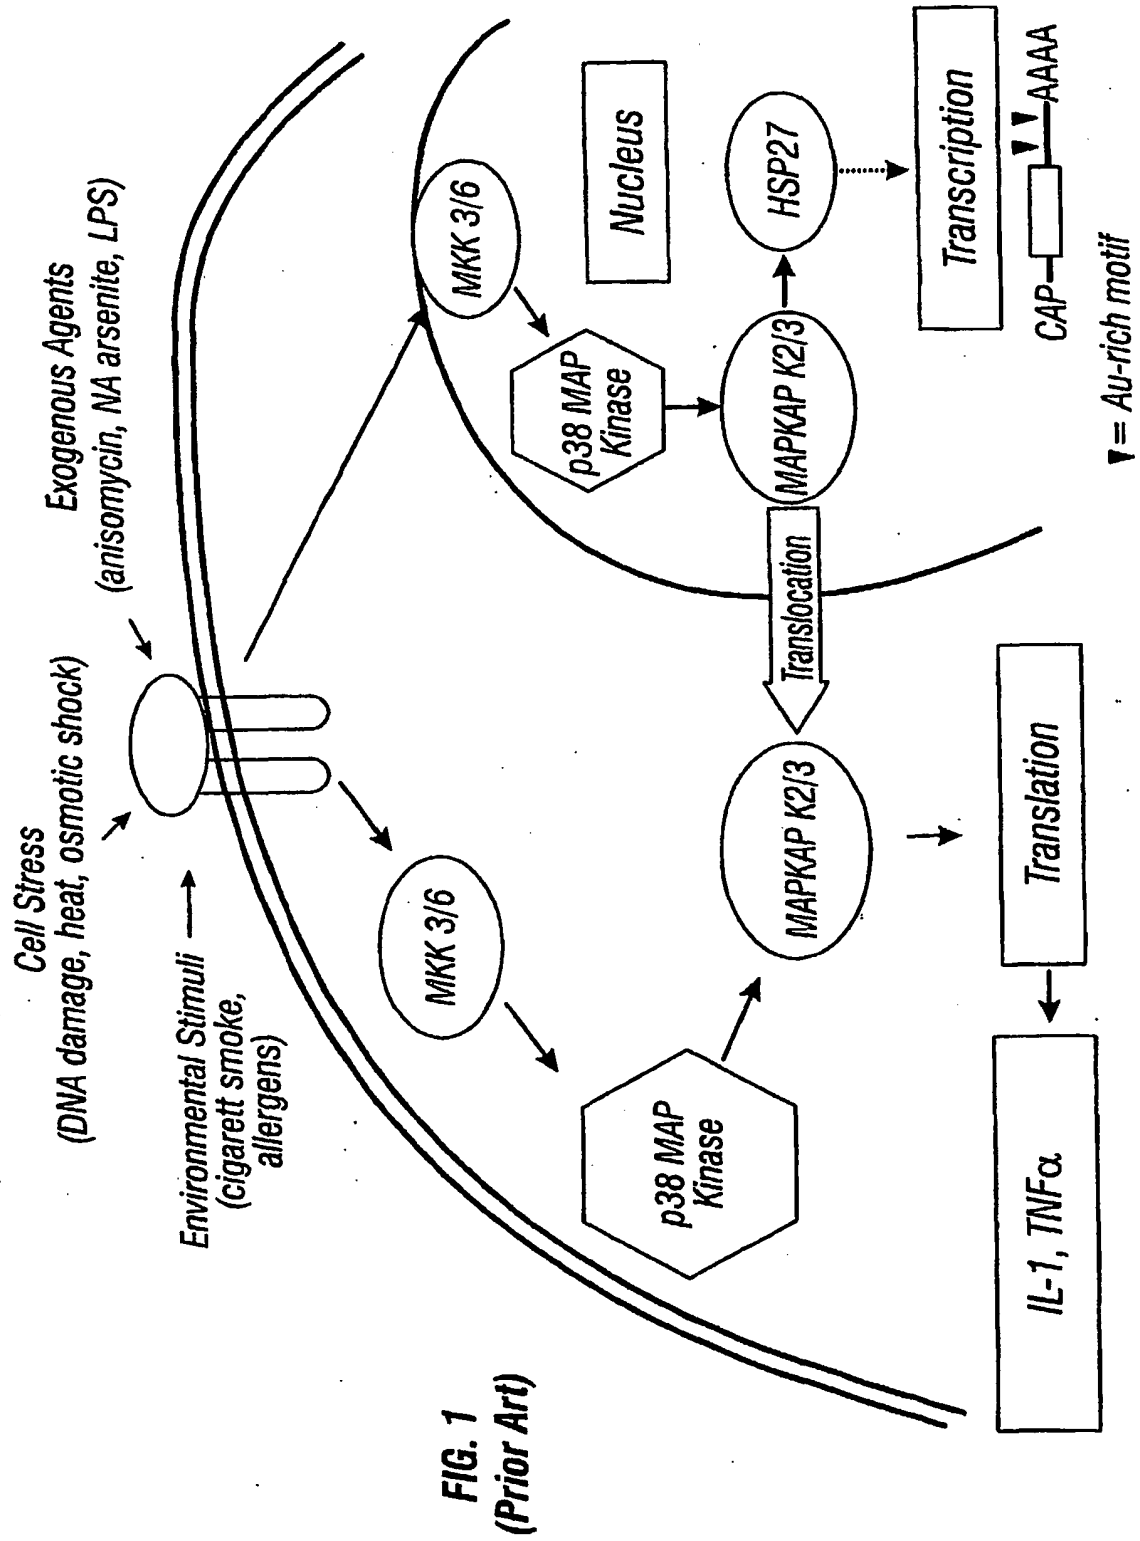 Cell Stress
(DNA damage, heat, osmotic shock)
Exogenous Agents
(anisomycin, NA arsenite, LPS)
Environmental Stimuli
(cigarett smoke,
allergens)
MKK 3/6
MKK 3/6
p38 MAP
Kinase
Nucleus
p38 MAP
Kinase
MAPKAP K2/3
Translocation
MAPKAP K2/3
HSP27
IL-1, TNFα
Translation
Transcription
CAP
AAAA
= Au-rich motif
FIG. 1
(Prior Art)